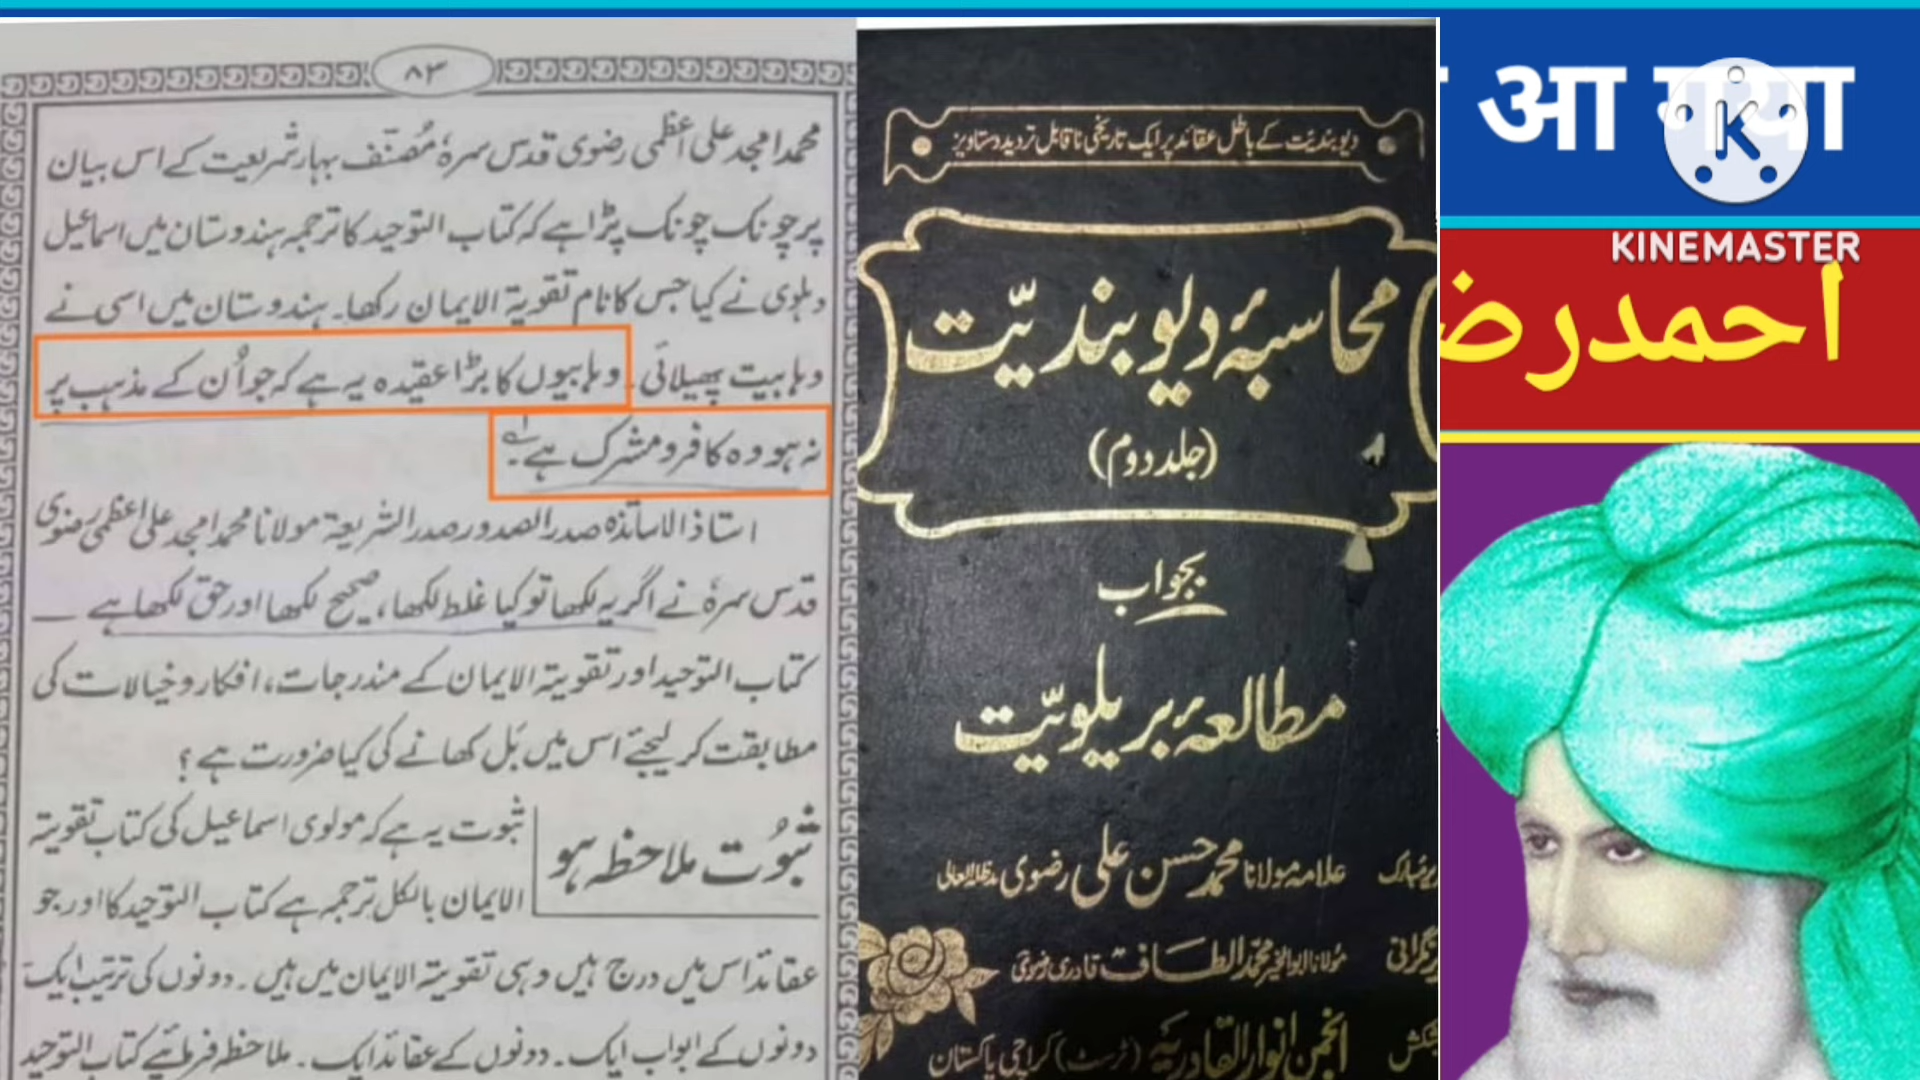 ۸۳
محمد امجد علی اعظمی رضوی قدس سرہٗ مُصنّف بہار شریعت کے اس بیان
پر چونک چونک پڑا ہے کہ کتاب التوحید کا ترجمہ ہندوستان میں اسماعیل
دہلوی نے کیا جس کا نام تقویۃ الایمان رکھا۔ ہندوستان میں اسی نے
وہابیت پھیلائی۔ وہابیوں کا بڑا عقیدہ یہ ہے کہ جو اُن کے مذہب پر
نہ ہو وہ کافر و مشرک ہے۔
استاذ الاساتذہ صدر الصدور صدر الشریعۃ مولانا محمد امجد علی اعظمی رضوی
قدس سرہٗ نے اگر یہ لکھا تو کیا غلط لکھا، صحیح لکھا اور حق لکھا ہے —
کتاب التوحید اور تقویۃ الایمان کے مندرجات، افکار و خیالات کی
مطابقت کر لیجئے اس میں بَل کھانے کی کیا ضرورت ہے؟
ثبوت ملاحظہ ہو
ثبوت یہ ہے کہ مولوی اسماعیل کی کتاب تقویۃ
الایمان بالکل ترجمہ ہے کتاب التوحید کا اور جو
عقائد اس میں درج ہیں وہی تقویۃ الایمان میں ہیں۔ دونوں کی ترتیب ایک
دونوں کے ابواب ایک۔ دونوں کے عقائد ایک۔ ملاحظہ فرمائیے کتاب التوحید
دیوبندیّت کے باطل عقائد پر ایک تاریخی ناقابل تردید دستاویز
محاسبۂ دیوبندیّت
(جلد دوم)
بجواب
مطالعۂ بریلویّت
علامہ مولانا محمد حسن علی رضوی مدظلہ العالی
مولانا ابوالخیر محمد الطاف قادری رضوی
انجمن انوار القادریہ (ٹرسٹ) کراچی پاکستان
आ गया
KINEMASTER
احمد رض